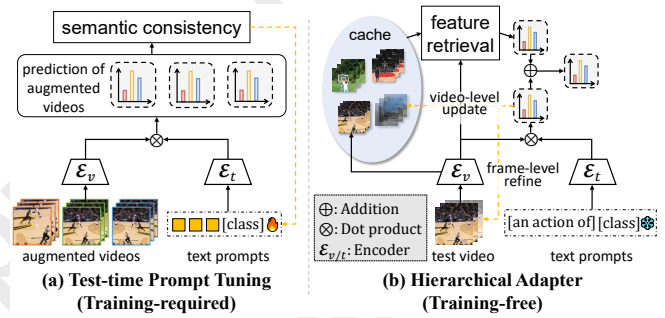 semantic consistency
prediction of
augmented
videos
⊗
ℰv
ℰt
[class]
augmented videos
text prompts
(a) Test-time Prompt Tuning
(Training-required)
cache
feature
retrieval
⊕
video-level
update
⊗
ℰv
frame-level
refine
ℰt
⊕: Addition
⊗: Dot product
ℰv/t: Encoder
test video
[an action of] [class]
text prompts
(b) Hierarchical Adapter
(Training-free)